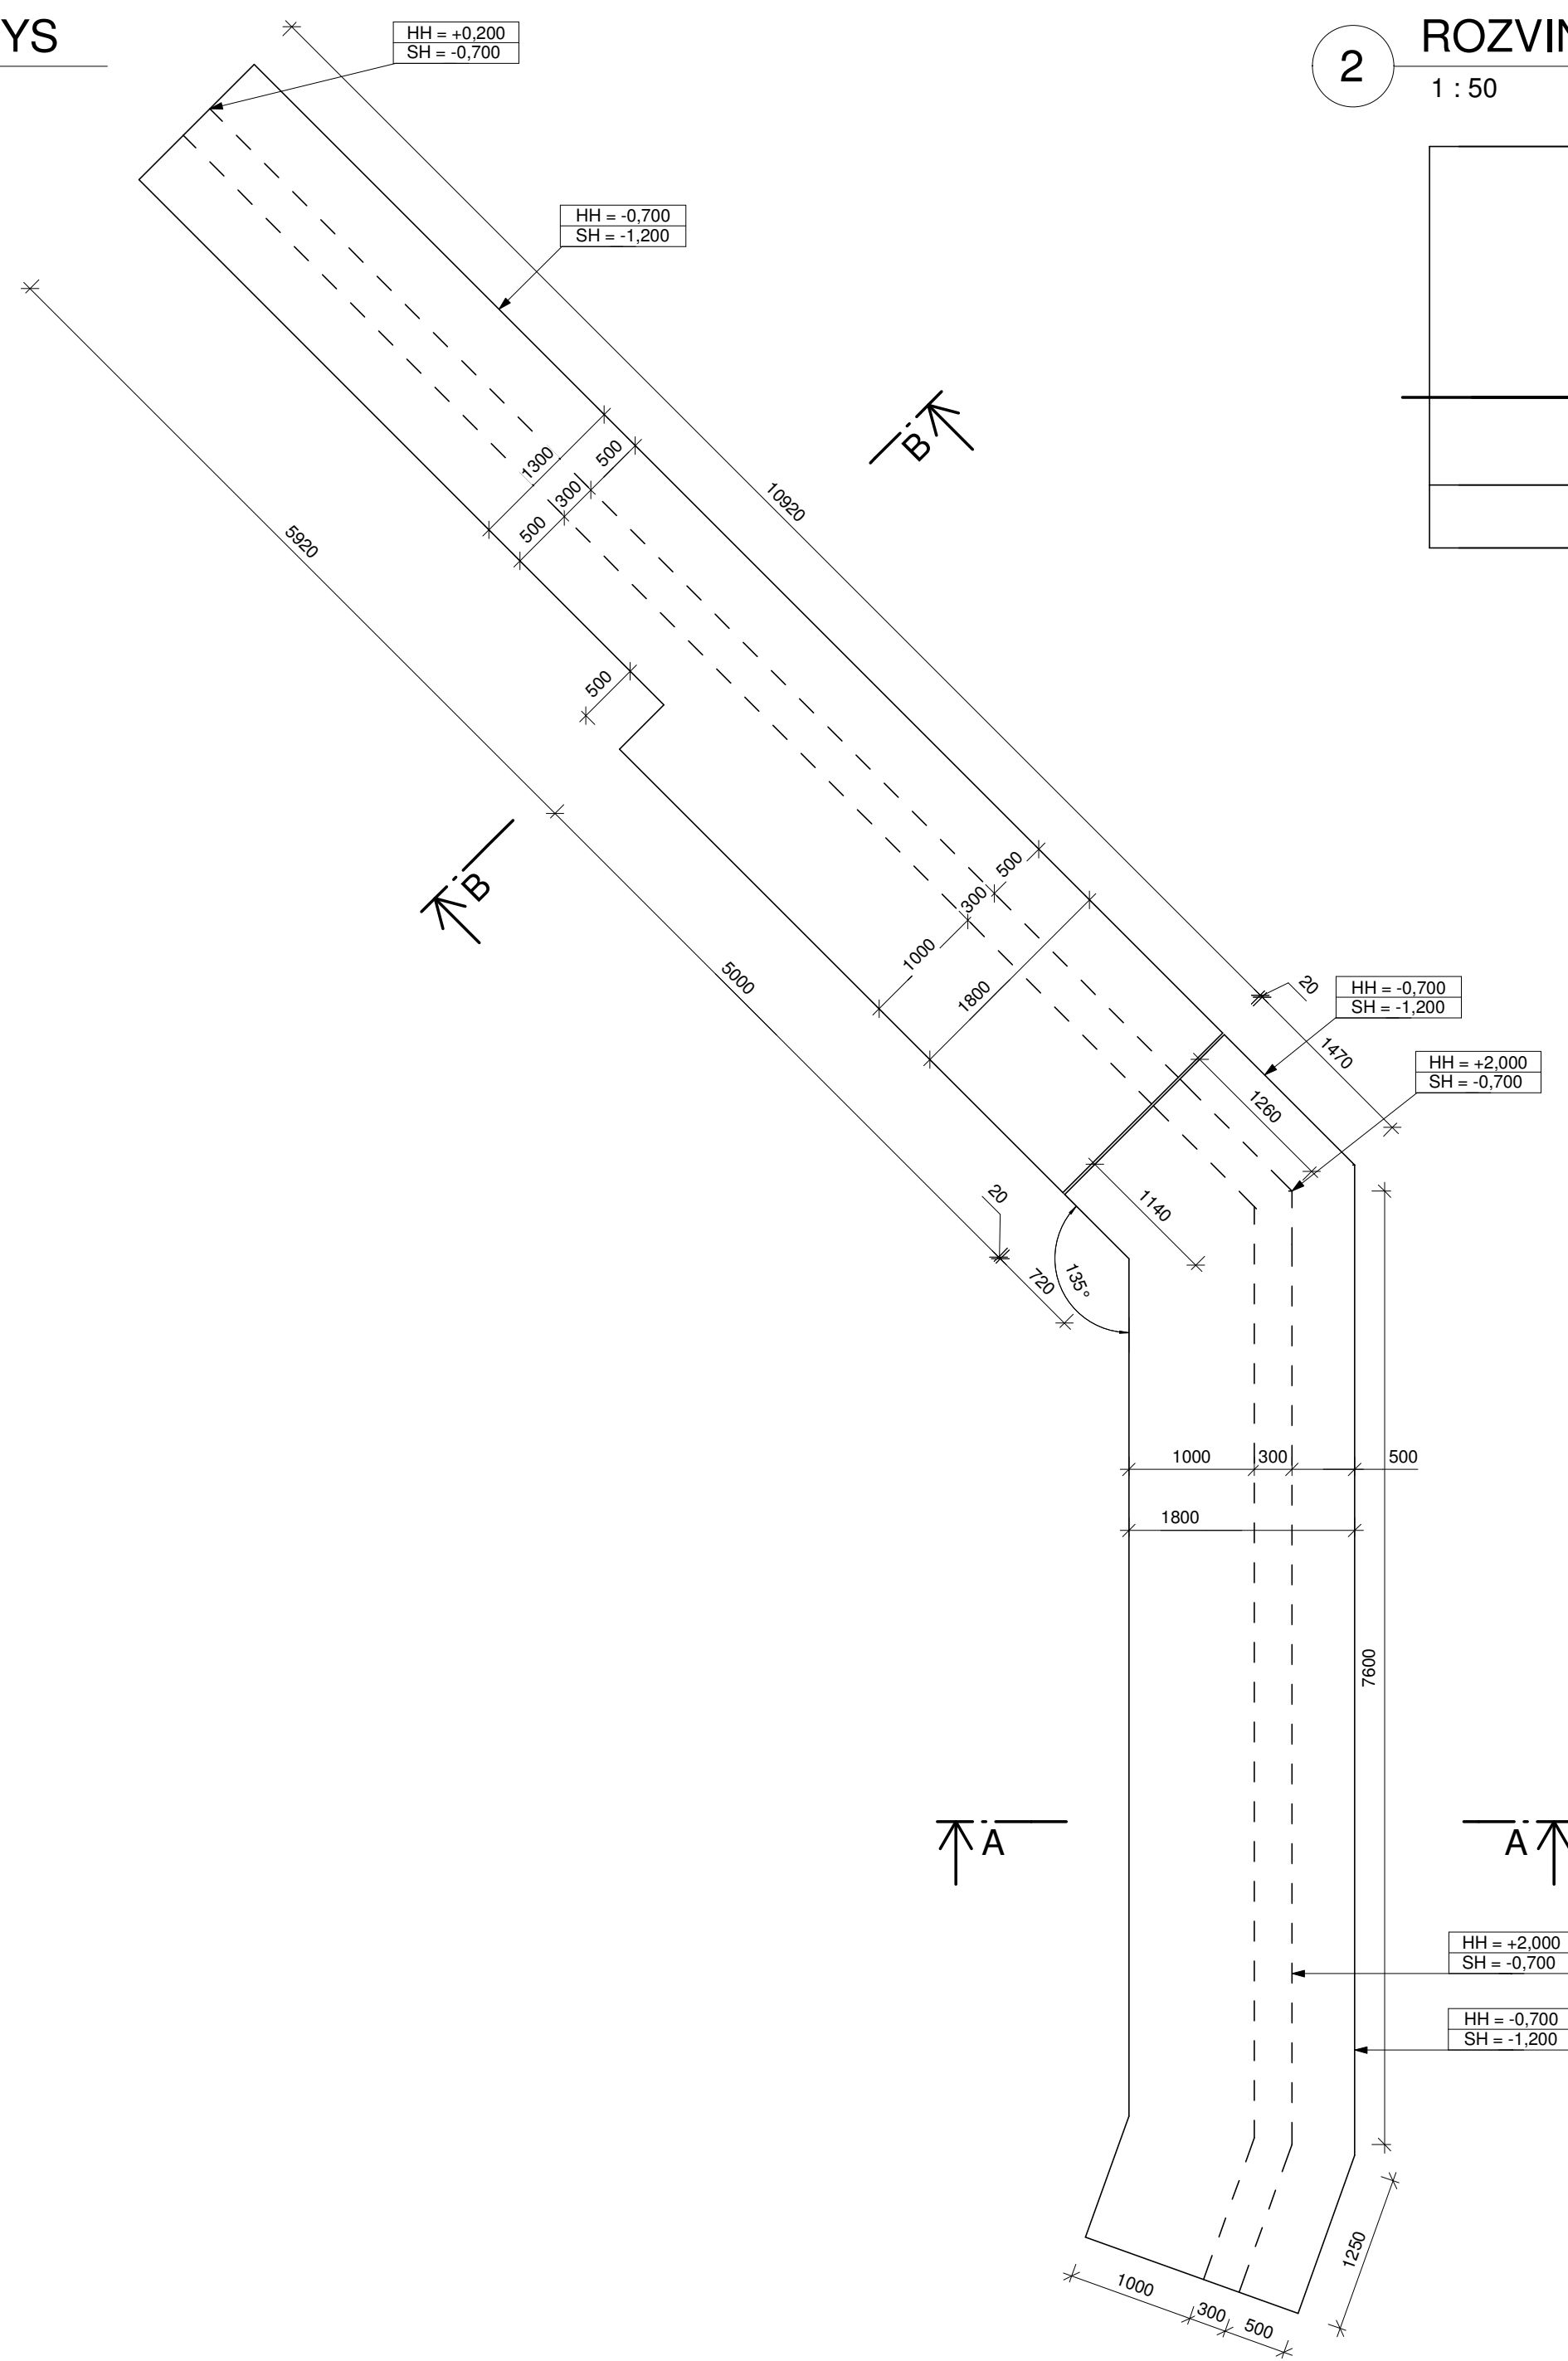 YS
HH = +0,200
SH = -0,700
2
ROZVIN
1 : 50
HH = -0,700
SH = -1,200
B
1300
500
300
500
10920
5920
500
B
500
300
1000
1800
5000
20
HH = -0,700
SH = -1,200
1470
HH = +2,000
SH = -0,700
1260
1140
20
720
135°
1000
300
500
1800
7600
A
A
HH = +2,000
SH = -0,700
HH = -0,700
SH = -1,200
1250
1000
300
500